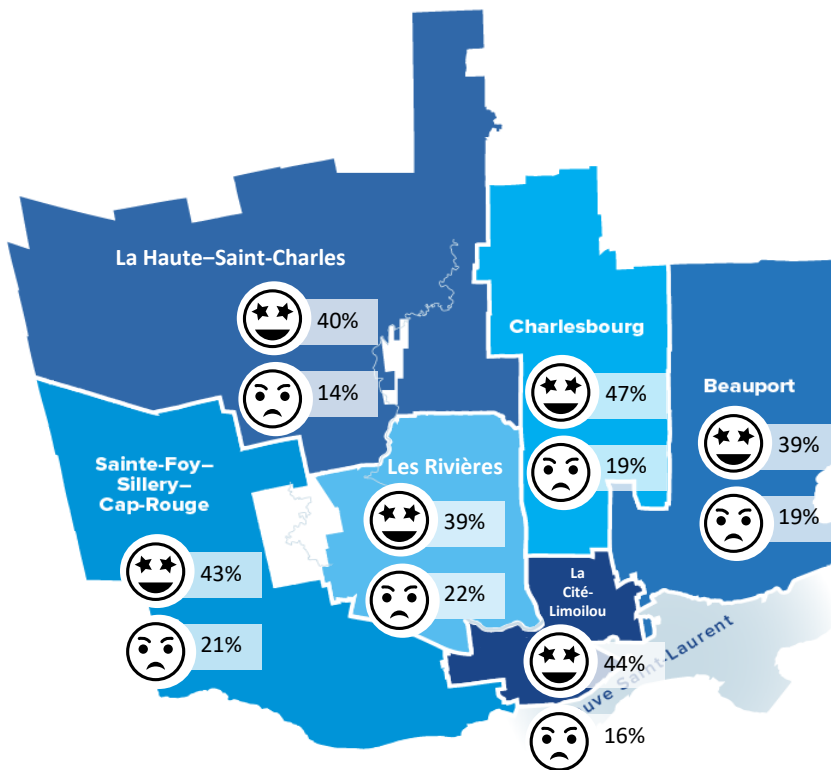 La Haute–Saint-Charles
40%
14%
Charlesbourg
47%
19%
Beauport
39%
19%
Sainte-Foy–
Sillery–
Cap-Rouge
43%
21%
Les Rivières
39%
22%
La
Cité-
Limoilou
44%
16%
uve Saint-Laurent